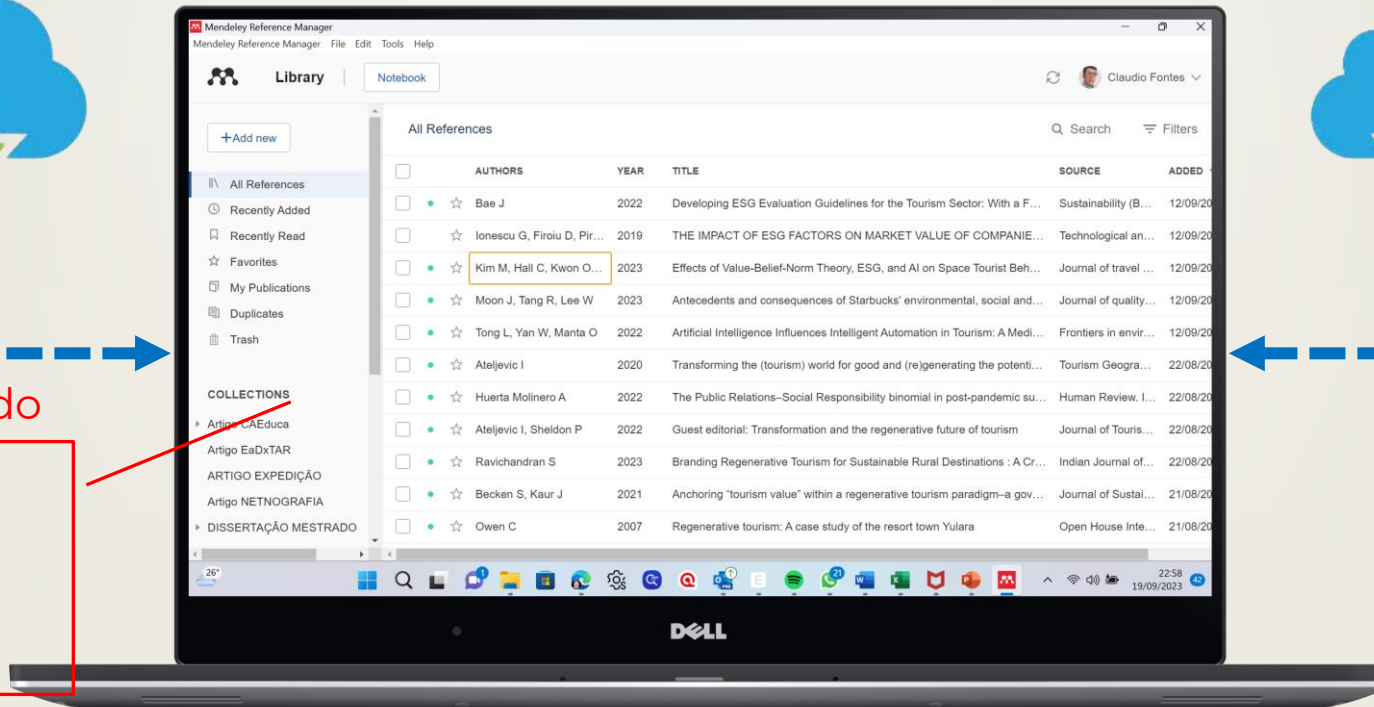 Mendeley Reference Manager
Mendeley Reference Manager File Edit Tools Help
Library Notebook Claudio Fontes
+Add new
All References
Recently Added
Recently Read
Favorites
My Publications
Duplicates
Trash
COLLECTIONS
Artigo CAEduca
Artigo EaDxTAR
ARTIGO EXPEDIÇÃO
Artigo NETNOGRAFIA
DISSERTAÇÂO MESTRADO
do
All References Search Filters
AUTHORS YEAR TITLE SOURCE ADDED
Bae J 2022 Developing ESG Evaluation Guidelines for the Tourism Sector: With a F... Sustainability (B... 12/09/20
Ionescu G, Firoiu D, Pir... 2019 THE IMPACT OF ESG FACTORS ON MARKET VALUE OF COMPANIE... Technological an... 12/09/20
Kim M, Hall C, Kwon O... 2023 Effects of Value-Belief-Norm Theory, ESG, and AI on Space Tourist Beh... Journal of travel ... 12/09/20
Moon J, Tang R, Lee W 2023 Antecedents and consequences of Starbucks' environmental, social and... Journal of quality... 12/09/20
Tong L, Yan W, Manta O 2022 Artificial Intelligence Influences Intelligent Automation in Tourism: A Medi... Frontiers in envir... 12/09/20
Ateljevic I 2020 Transforming the (tourism) world for good and (re)generating the potenti... Tourism Geogra... 22/08/20
Huerta Molinero A 2022 The Public Relations–Social Responsibility binomial in post-pandemic su... Human Review. I... 22/08/20
Ateljevic I, Sheldon P 2022 Guest editorial: Transformation and the regenerative future of tourism Journal of Touris... 22/08/20
Ravichandran S 2023 Branding Regenerative Tourism for Sustainable Rural Destinations : A Cr... Indian Journal of... 22/08/20
Becken S, Kaur J 2021 Anchoring "tourism value" within a regenerative tourism paradigm–a gov... Journal of Sustai... 21/08/20
Owen C 2007 Regenerative tourism: A case study of the resort town Yulara Open House Inte... 21/08/20
26°
1
21
22:58
19/09/2023
42
DELL